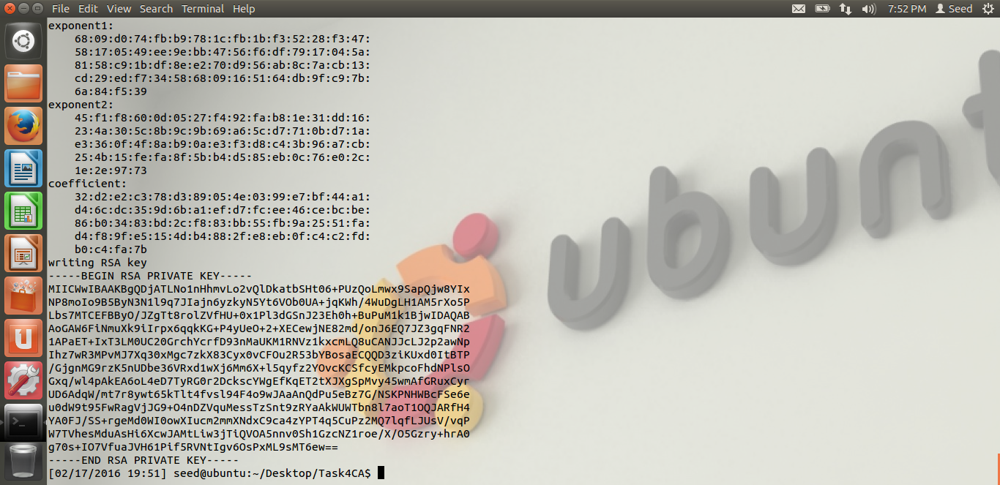 File Edit View Search Terminal Help 7:52 PM Seed
exponent1:
68:09:d0:74:fb:b9:78:1c:fb:1b:f3:52:28:f3:47:
58:17:05:49:ee:9e:bb:47:56:f6:df:79:17:04:5a:
81:58:c9:1b:df:8e:e2:70:d9:56:ab:8c:7a:cb:13:
cd:29:ed:f7:34:58:68:09:16:51:64:db:9f:c9:7b:
6a:84:f5:39
exponent2:
45:f1:f8:60:0d:05:27:f4:92:fa:b8:1e:31:dd:16:
23:4a:30:5c:8b:9c:9b:69:a6:5c:d7:71:0b:d7:1a:
e3:36:0f:4f:8a:b9:0a:e3:f3:d8:c4:3b:96:a7:cb:
25:4b:15:fe:fa:8f:5b:b4:d5:85:eb:0c:76:e0:2c:
1e:2e:97:73
coefficient:
32:d2:e2:c3:78:d3:89:05:4e:03:99:e7:bf:44:a1:
d4:6c:dc:35:9d:6b:a1:ef:d7:fc:ee:46:ce:bc:be:
86:b0:34:83:bd:2c:f8:83:bb:55:fb:9a:25:51:fa:
d4:f8:9f:e5:15:4d:b4:88:2f:e8:eb:0f:c4:c2:fd:
b0:c4:fa:7b
writing RSA key
-----BEGIN RSA PRIVATE KEY-----
MIICWwIBAAKBgQDjATLNo1nHhmvLo2vQlDkatbSHt06+PUzQoLmwx9SapQjw8YIx
NP8moIo9B5ByN3N1l9q7JIajn6yzkyN5Yt6VOb0UA+jqKWh/4WuDgLH1AM5rXo5P
Lbs7MTCEFBByO/JZgTt8rolZVfHU+0x1Pl3dGSnJ23Eh0h+BuPuM1k1BjwIDAQAB
AoGAW6FlNmuXk9iIrpx6qqkKG+P4yUeO+2+XECewjNE82md/onJ6EQ7JZ3gqFNR2
1APaET+IxT3LM0UC20GrchYcrfD93nMaUKM1RNVz1kxcmLQ8uCANJJcLJ2p2awNp
Ihz7wR3MPvMJ7Xq30xMgc7zkX83Cyx0vCFOu2R53bYBosaECQQD3ziKUxd0ItBTP
/GjgnMG9rzK5nUDbe36VRxd1wXj6Mm6X+l5qyfz2YOvcKCSfCyEMkpcoFhdNPlsO
Gxq/wl4pAkEA6oL4eD7TyRG0r2DckscYWgEfKqET2tXJXgSpMvy45wmAfGRuxCyr
UD6AdqW/mt7r8ywt65kTlt4fvsl94F4o9wJAaAnQdPu5eBz7G/NSKPNHWBcFSe6e
u0dW9t95FwRagVjJG9+O4nDZVquMessTzSnt9zRYaAkWUWTbn8l7aoT1OQJARfH4
YA0FJ/SS+rgeMd0WI0owXIucm2mmXNdxC9ca4zYPT4q5CuPz2MQ7lqfLJUsV/vqP
W7TVhesMduAsHi6XcwJAMtLiw3jTiQVOA5nnv0Sh1GzcNZ1roe/X/O5Gzry+hrA0
g70s+IO7VfuaJVH61Pif5RVNtIgv6OsPxML9sMT6ew==
-----END RSA PRIVATE KEY-----
[02/17/2016 19:51] seed@ubuntu:~/Desktop/Task4CA$
ubunt